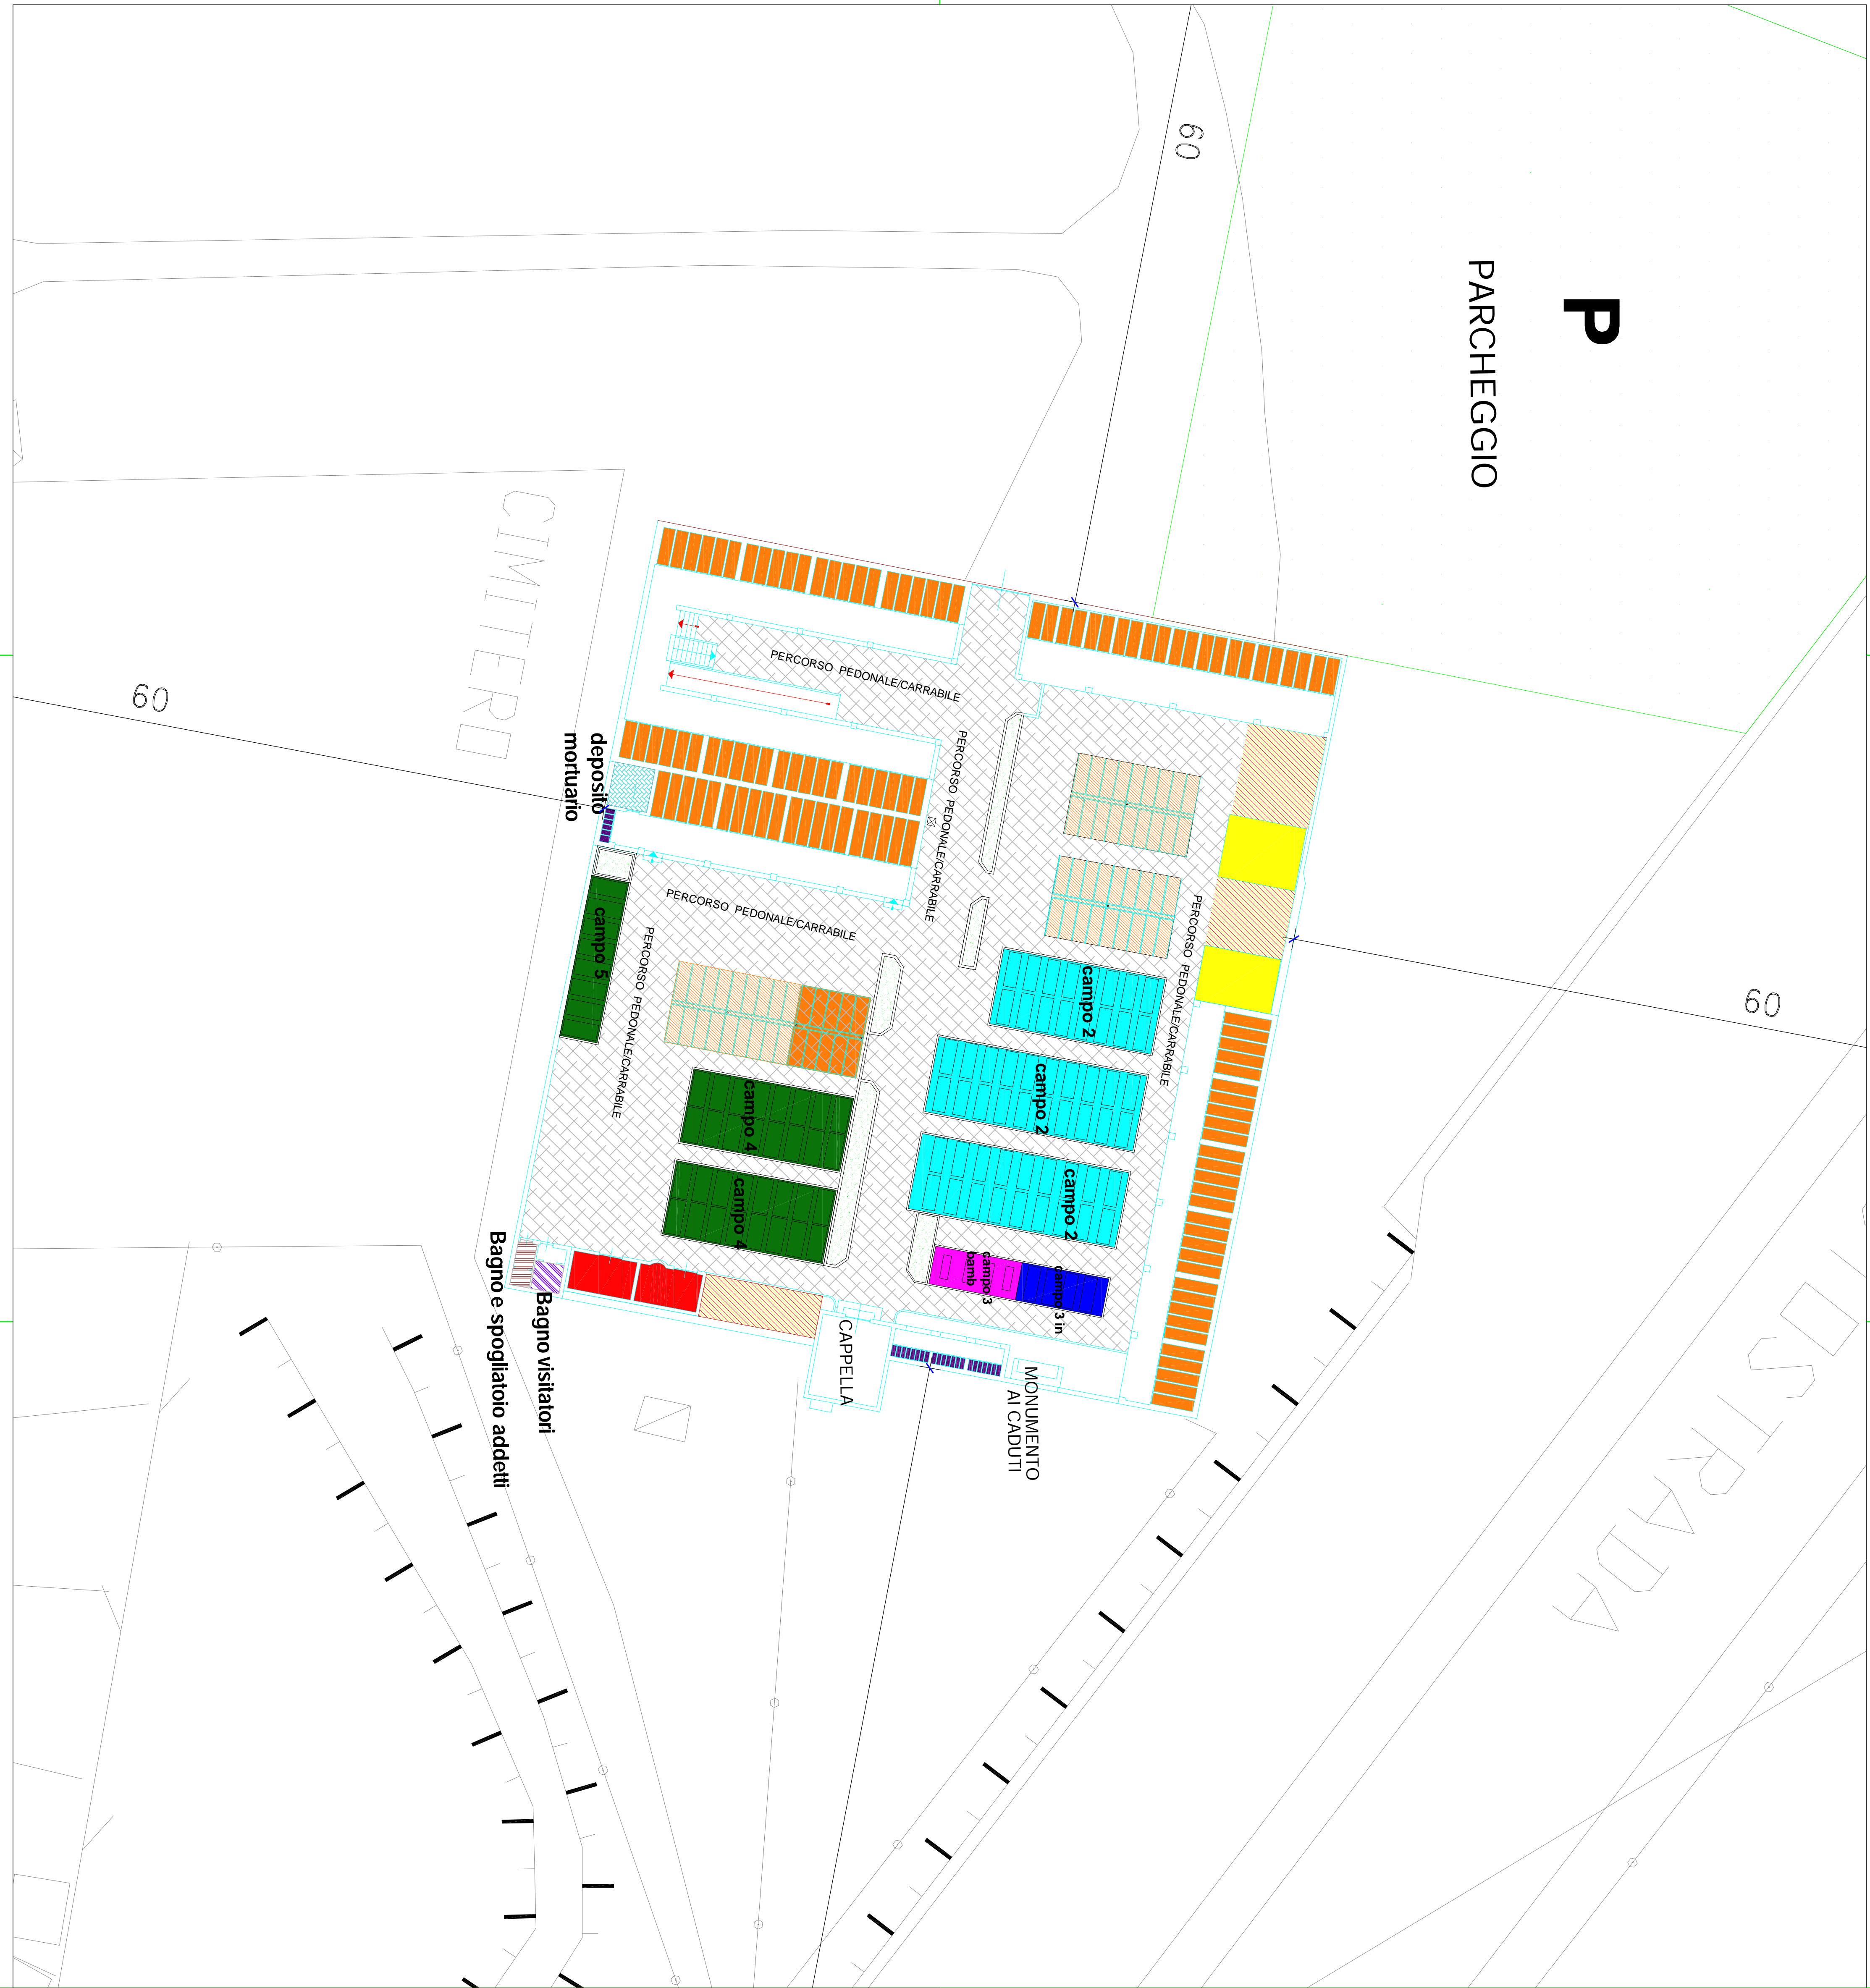 60
P
PARCHEGGIO
CIMITERO
60
deposito
mortuario
PERCORSO PEDONALE/CARRABILE
PERCORSO PEDONALE/CARRABILE
PERCORSO PEDONALE/CARRABILE
PERCORSO PEDONALE/CARRABILE
PERCORSO PEDONALE/CARRABILE
60
campo 5
campo 2
campo 2
campo 2
campo 4
campo 4
campo 3
bamb
campo 3 in
Bagno e spogliatoio addetti
Bagno visitatori
CAPPELLA
MONUMENTO
AI CADUTI